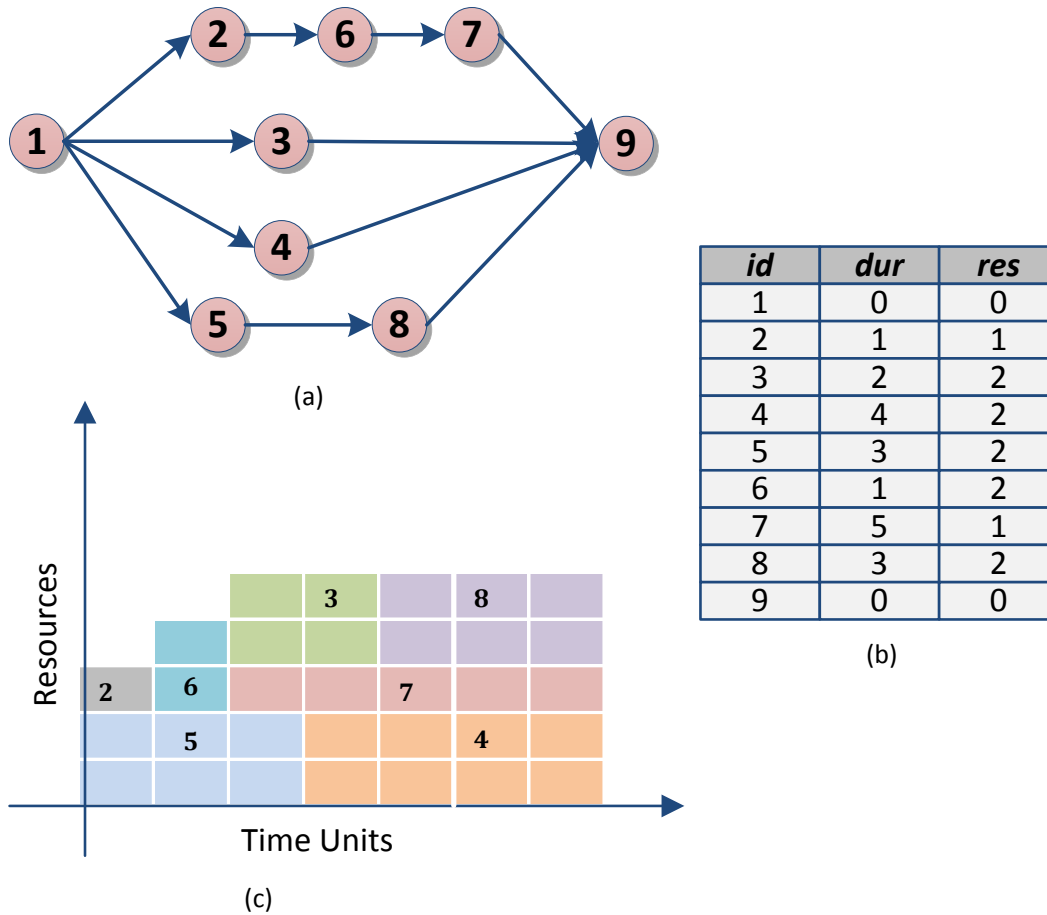 2 6 7
1 3 9
4
5 8
(a)
id dur res
1 0 0
2 1 1
3 2 2
4 4 2
5 3 2
6 1 2
7 5 1
8 3 2
9 0 0
(b)
Resources
3 8
2 6 7
5 4
Time Units
(c)